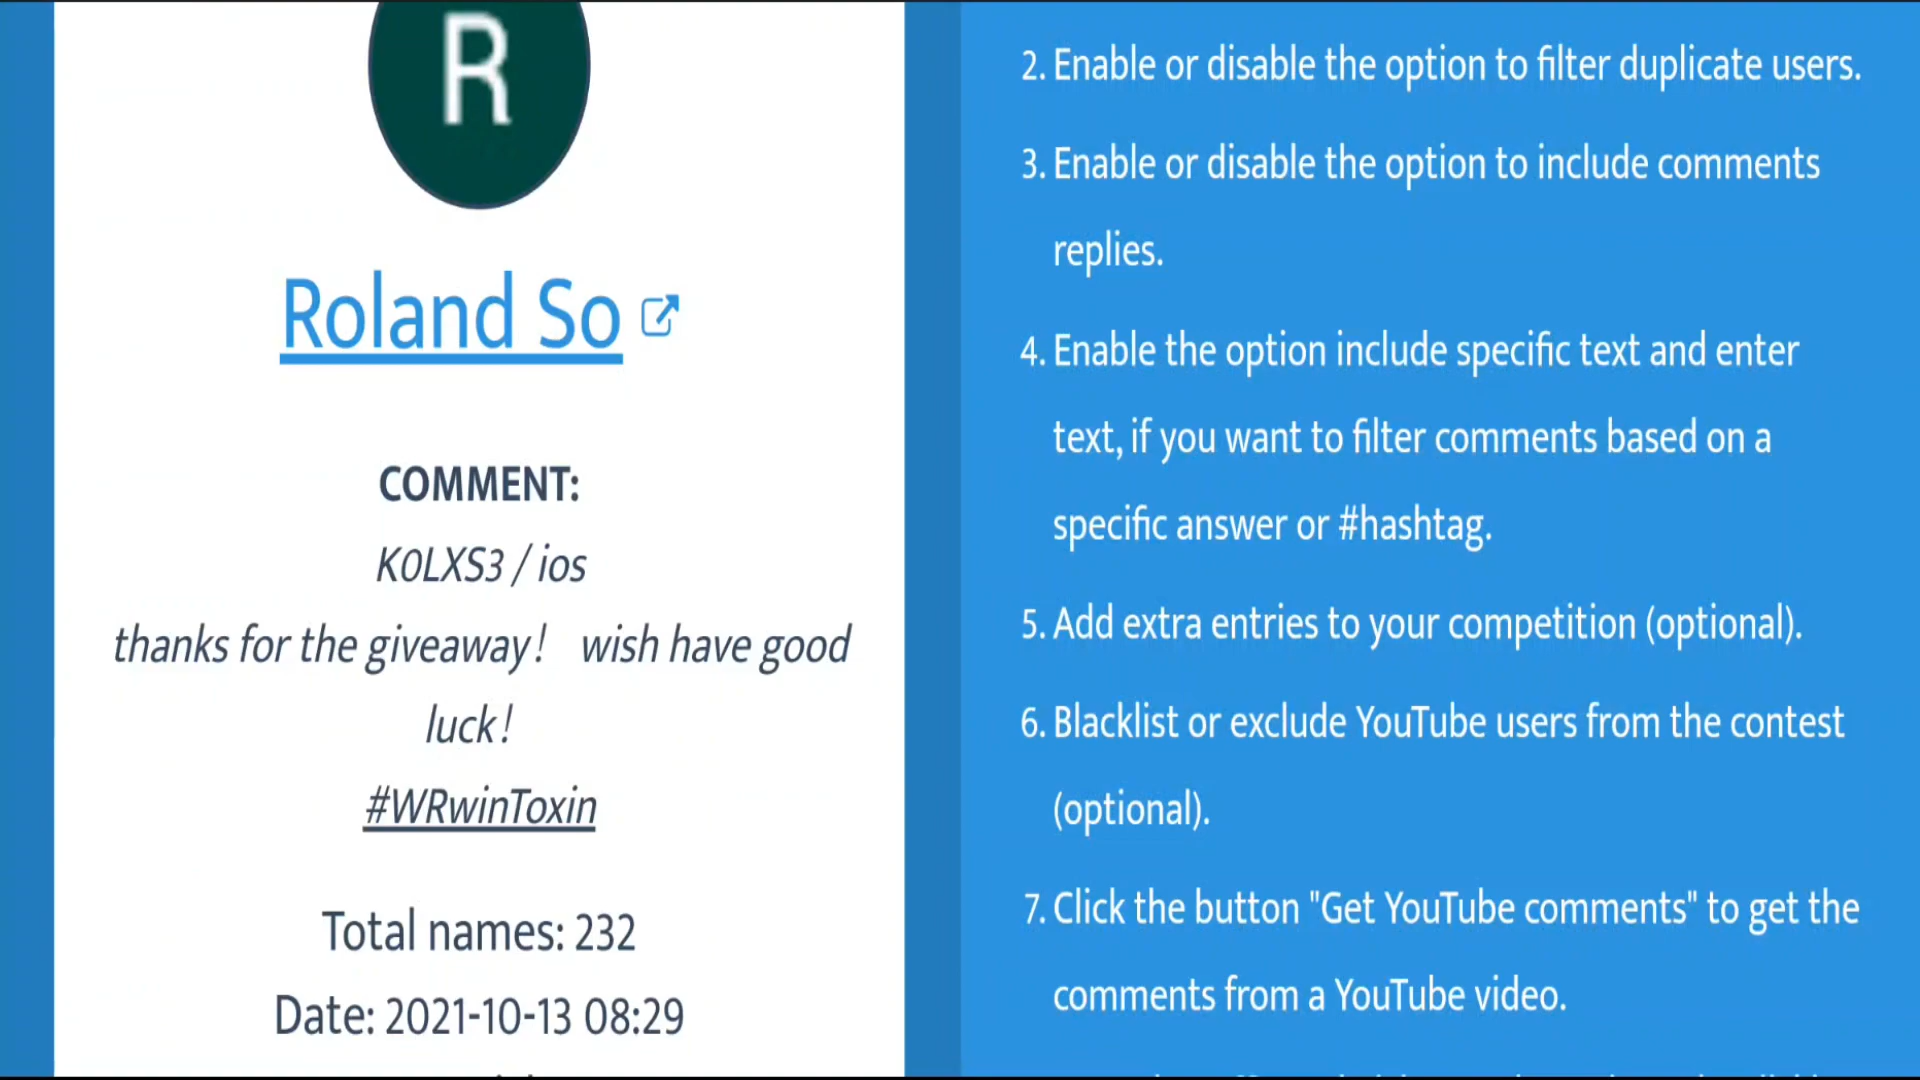 R
Roland So
COMMENT:
K0LXS3 / ios
thanks for the giveaway! wish have good
luck!
#WRwinToxin
Total names: 232
Date: 2021-10-13 08:29
2. Enable or disable the option to filter duplicate users.
3. Enable or disable the option to include comments
replies.
4. Enable the option include specific text and enter
text, if you want to filter comments based on a
specific answer or #hashtag.
5. Add extra entries to your competition (optional).
6. Blacklist or exclude YouTube users from the contest
(optional).
7. Click the button "Get YouTube comments" to get the
comments from a YouTube video.